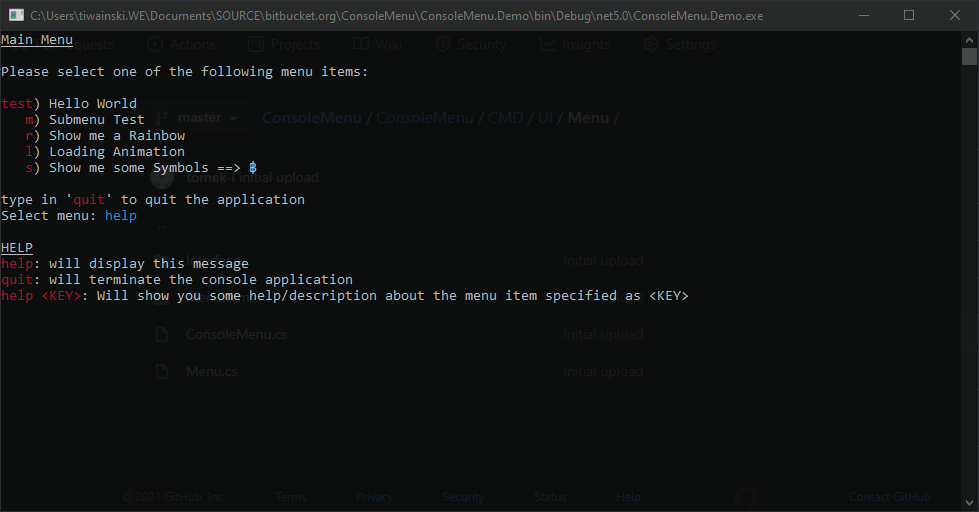 C:\Users\tiwainski.WE\Documents\SOURCE\bitbucket.org\ConsoleMenu\ConsoleMenu.Demo\bin\Debug\net5.0\ConsoleMenu.Demo.exe
Main Menu
Actions Projects Wiki Security Insights Settings
Please select one of the following menu items:
test) Hello World
m) Submenu Test
master ConsoleMenu / ConsoleMenu / CMD / UI / Menu /
r) Show me a Rainbow
l) Loading Animation
s) Show me some Symbols ==> ฿
tomek-i initial upload
type in 'quit' to quit the application
Select menu: help
HELP
help: will display this message
initial upload
quit: will terminate the console application
help <KEY>: Will show you some help/description about the menu item specified as <KEY>
ConsoleMenu.cs initial upload
Menu.cs initial upload
© 2021 GitHub, Inc. Terms Privacy Security Status Help Contact GitHub